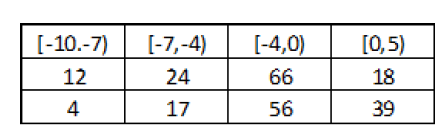 [-10.-7) [-7,-4) [-4,0) [0,5)
12 24 66 18
4 17 56 39